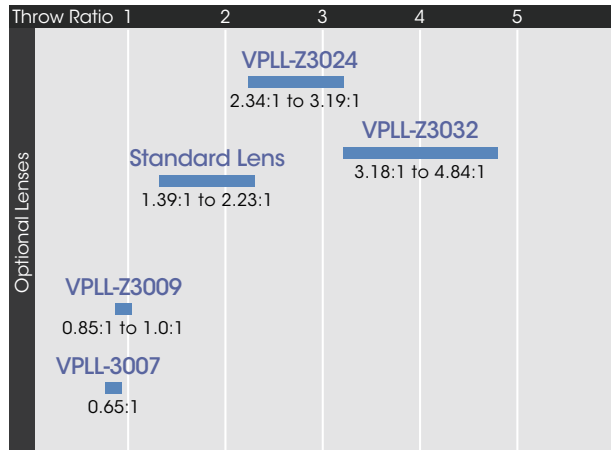 Throw Ratio 1 2 3 4 5
VPLL-Z3024
2.34:1 to 3.19:1
VPLL-Z3032
3.18:1 to 4.84:1
Standard Lens
1.39:1 to 2.23:1
Optional Lenses
VPLL-Z3009
0.85:1 to 1.0:1
VPLL-3007
0.65:1